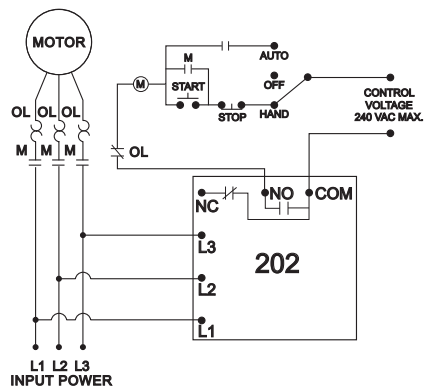 MOTOR
M
AUTO
OFF
M
START
STOP
HAND
CONTROL
VOLTAGE
240 VAC MAX.
OL OL OL
M M M
OL
NC
NO
COM
L3
202
L2
L1
L1 L2 L3
INPUT POWER